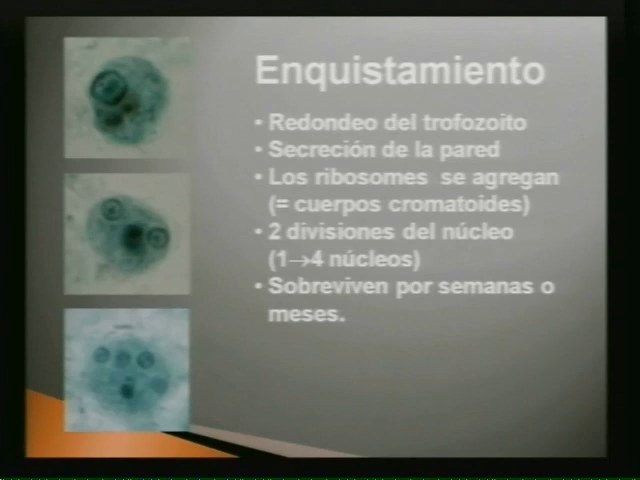 Enquistamiento
• Redondeo del trofozoito
• Secreción de la pared
• Los ribosomes se agregan
(= cuerpos cromatoides)
• 2 divisiones del núcleo
(1→4 núcleos)
• Sobreviven por semanas o
meses.